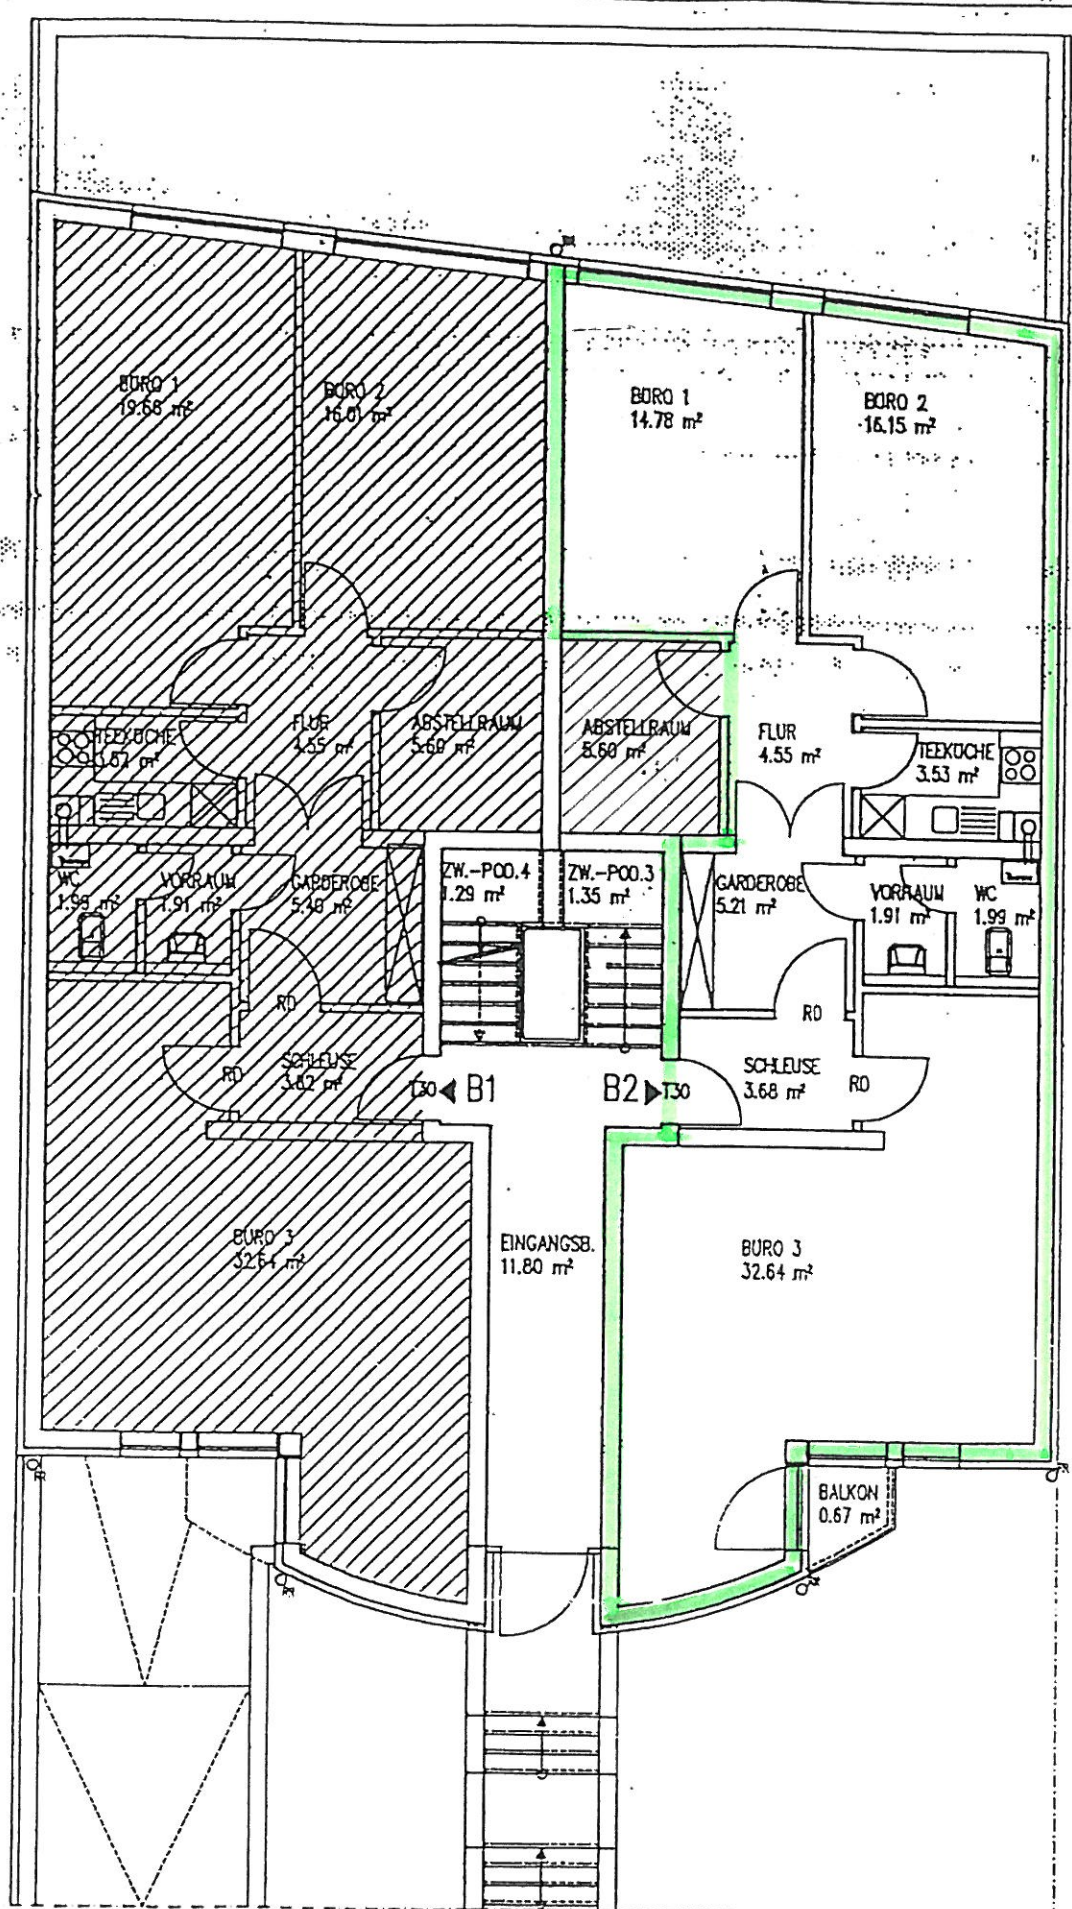 BÜRO 1
19.68 m²
BÜRO 2
16.01 m²
BÜRO 1
14.78 m²
BÜRO 2
16.15 m²
FLUR
4.55 m²
ABSTELLRAUM
5.60 m²
ABSTELLRAUM
5.60 m²
FLUR
4.55 m²
TEEKÜCHE
TEEKÜCHE
3.53 m²
WC
1.99 m²
VORRAUM
1.91 m²
GARDEROBE
5.40 m²
ZW.-POD.4
1.29 m²
ZW.-POD.3
1.35 m²
GARDEROBE
5.21 m²
VORRAUM
1.91 m²
WC
1.99 m²
RD
RD
SCHLEUSE
3.82 m²
RD
T30
B1
B2
T30
SCHLEUSE
3.68 m²
RD
BÜRO 3
32.64 m²
EINGANGSB.
11.80 m²
BÜRO 3
32.64 m²
BALKON
0.67 m²